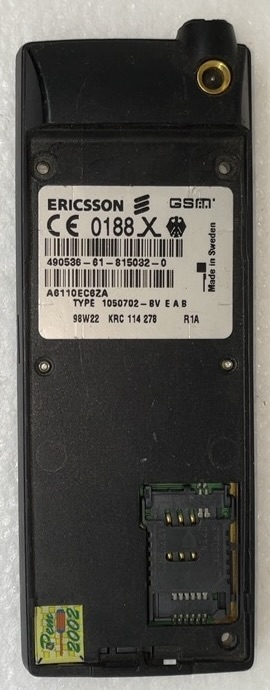 ERICSSON GSM
CE 0188 X
490536-61-815032-0
A6110EC6ZA
TYPE 1050702-BV E A B
98W22 KRC 114 278 R1A
Made in Sweden
Рем
2002